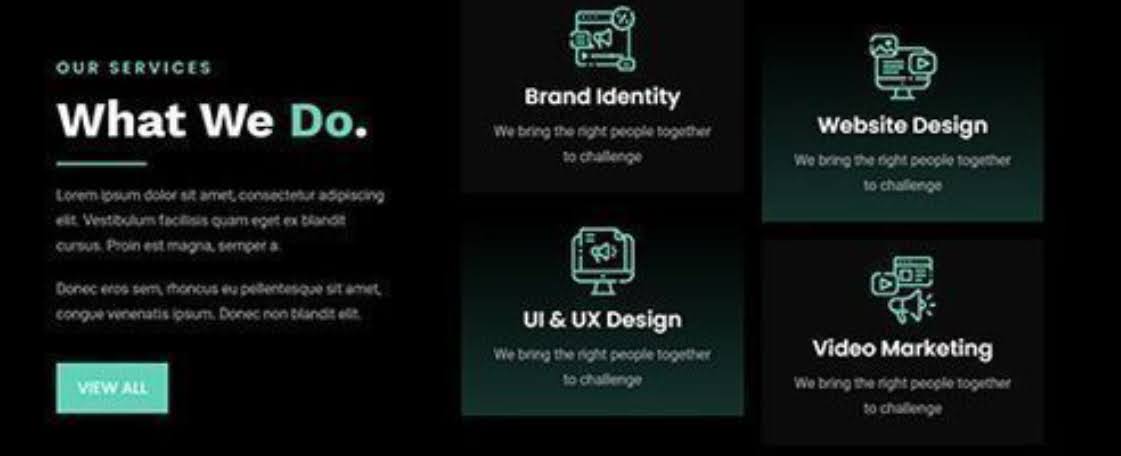 OUR SERVICES
What We Do.
Lorem ipsum dolor sit amet, consectetur adipiscing
elit. Vestibulum facilisis quam eget ex blandit
cursus. Proin est magna, semper a.
Donec eros sem, rhoncus eu pellentesque sit amet,
congue venenatis ipsum. Donec non blandit elit.
VIEW ALL
Brand Identity
We bring the right people together
to challenge
UI & UX Design
We bring the right people together
to challenge
Website Design
We bring the right people together
to challenge
Video Marketing
We bring the right people together
to challenge